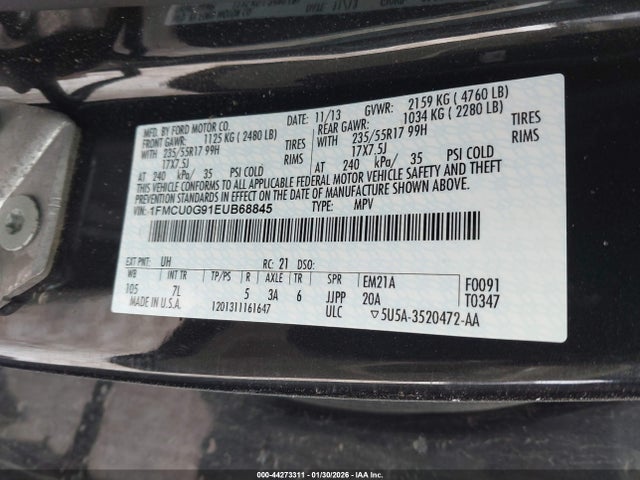 MFD. BY FORD MOTOR CO.
DATE: 11/13 GVWR: 2159 KG ( 4760 LB)
FRONT GAWR: 1125 KG ( 2480 LB) REAR GAWR: 1034 KG ( 2280 LB)
WITH 235/55R17 99H TIRES WITH 235/55R17 99H TIRES
17X7.5J RIMS 17X7.5J RIMS
AT 240 kPa/ 35 PSI COLD AT 240 kPa/ 35 PSI COLD
THIS VEHICLE CONFORMS TO ALL APPLICABLE FEDERAL MOTOR VEHICLE SAFETY AND THEFT
PREVENTION STANDARDS IN EFFECT ON THE DATE OF MANUFACTURE SHOWN ABOVE.
VIN: 1FMCU0G91EUB68845 TYPE: MPV
EXT PNT: UH RC: 21 DSO:
WB INT TR TP/PS R AXLE TR SPR EM21A F0091
105 7L 5 3A 6 JJPP 20A T0347
MADE IN U.S.A. 1201311161647 ULC 5U5A-3520472-AA
000-44273311 - 01/30/2026 - IAA Inc.